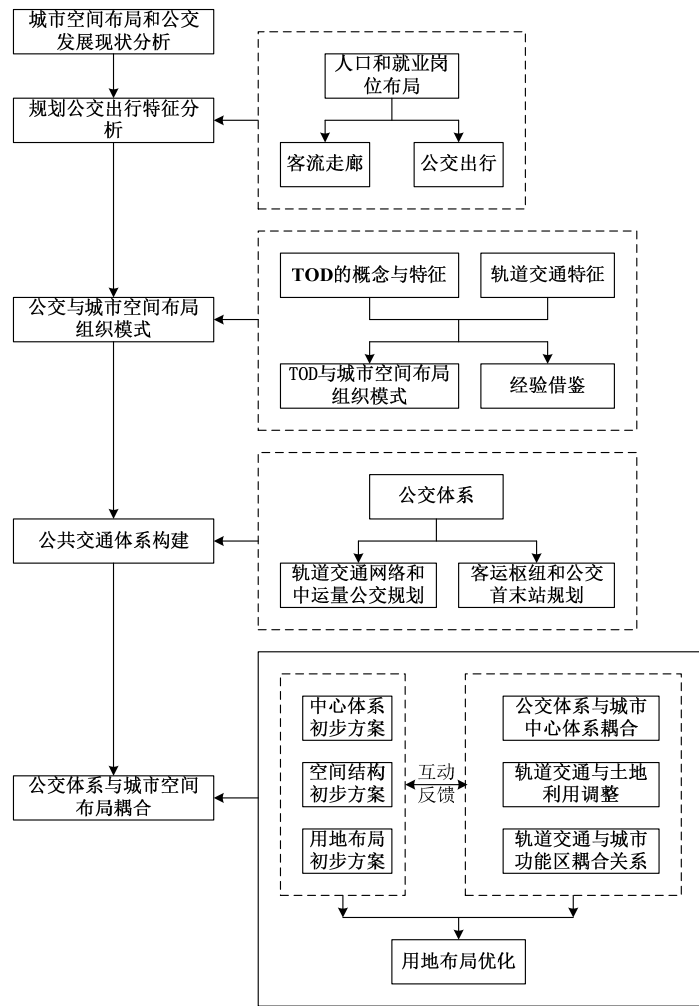 城市空间布局和公交
发展现状分析
规划公交出行特征分
析
人口和就业岗
位布局
客流走廊
公交出行
公交与城市空间布局
组织模式
TOD的概念与特征
轨道交通特征
TOD与城市空间布局
组织模式
经验借鉴
公共交通体系构建
公交体系
轨道交通网络和
中运量公交规划
客运枢纽和公交
首末站规划
公交体系与城市空间
布局耦合
中心体系
初步方案
空间结构
初步方案
用地布局
初步方案
互动
反馈
公交体系与城市
中心体系耦合
轨道交通与土地
利用调整
轨道交通与城市
功能区耦合关系
用地布局优化